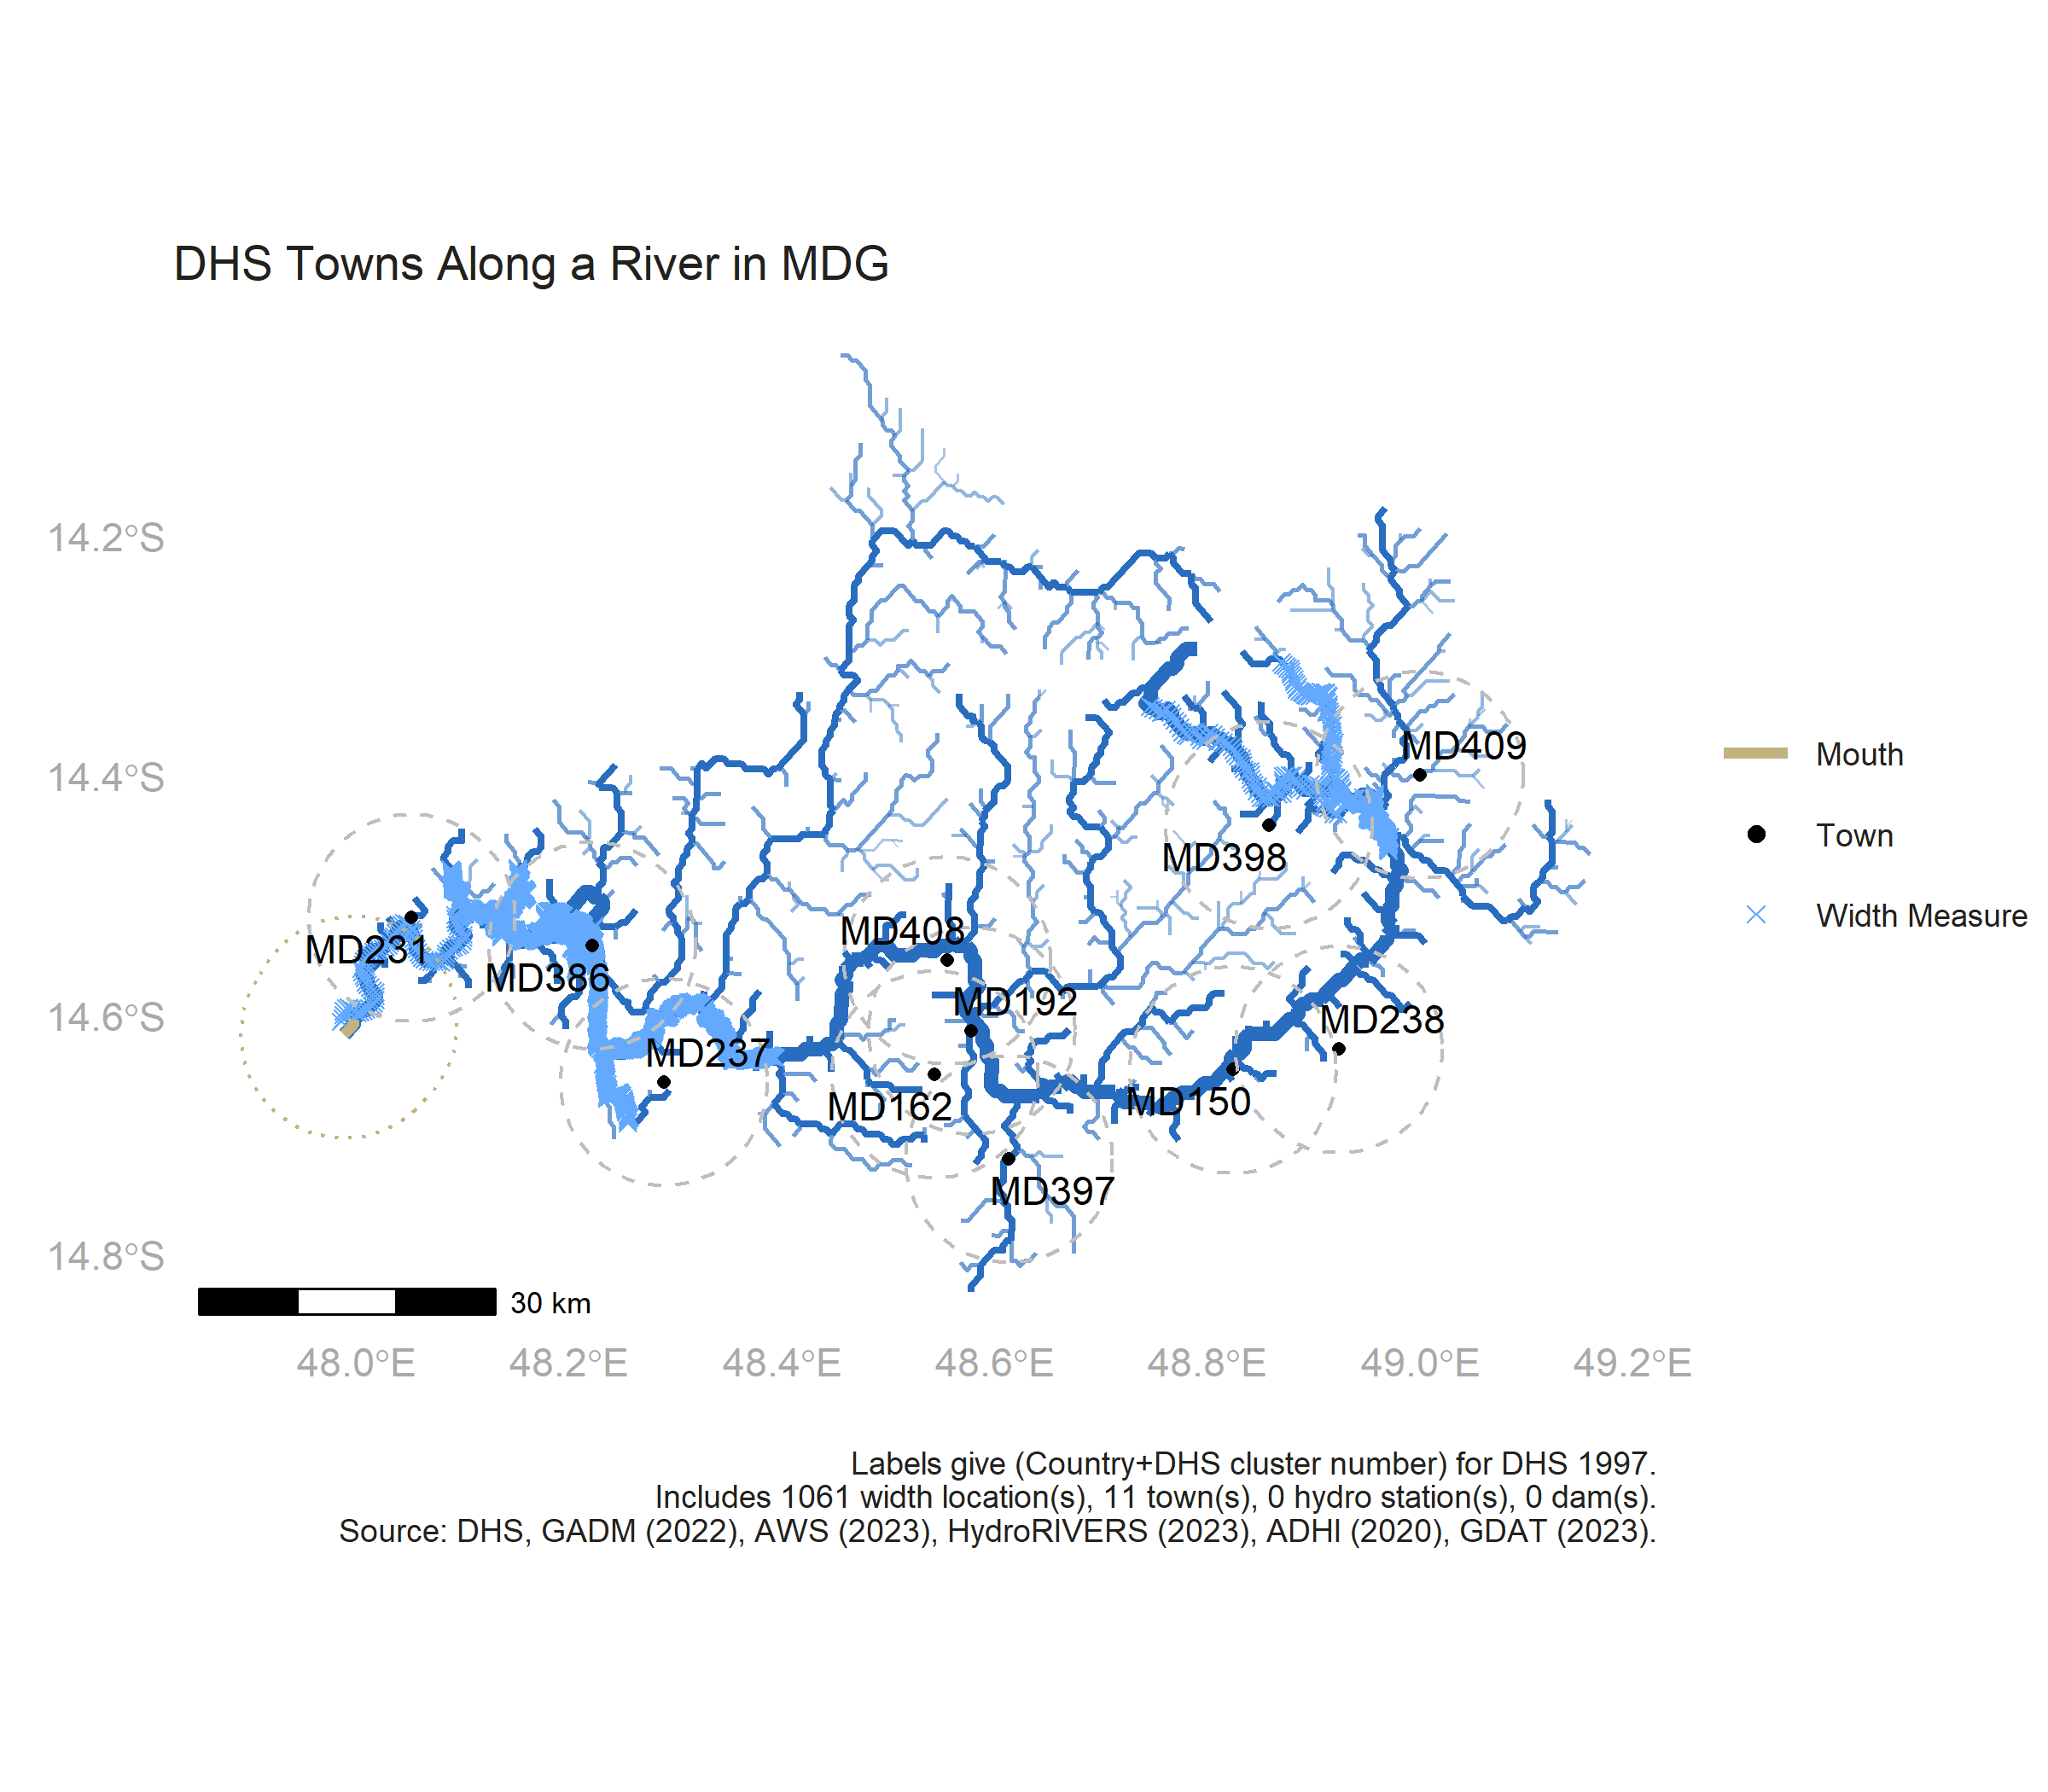 DHS Towns Along a River in MDG
14.2°S
14.4°S
14.6°S
14.8°S
MD409
MD398
MD408
MD231
MD386
MD192
MD238
MD237
MD162
MD150
MD397
Mouth
Town
Width Measure
30 km
48.0°E
48.2°E
48.4°E
48.6°E
48.8°E
49.0°E
49.2°E
Labels give (Country+DHS cluster number) for DHS 1997.
Includes 1061 width location(s), 11 town(s), 0 hydro station(s), 0 dam(s).
Source: DHS, GADM (2022), AWS (2023), HydroRIVERS (2023), ADHI (2020), GDAT (2023).